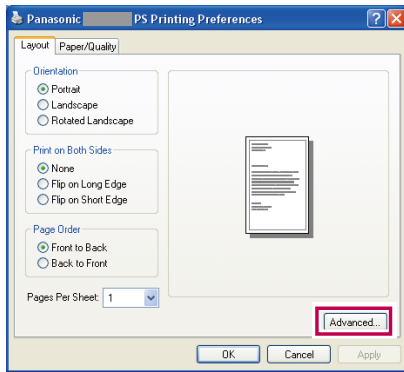 Panasonic PS Printing Preferences
Layout Paper/Quality
Orientation
Portrait
Landscape
Rotated Landscape
Print on Both Sides
None
Flip on Long Edge
Flip on Short Edge
Page Order
Front to Back
Back to Front
Pages Per Sheet: 1
Advanced...
OK Cancel Apply